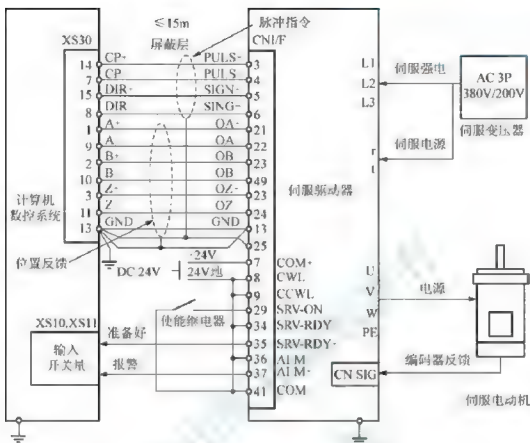 ≤15m
屏蔽层
脉冲指令
XS30
CNI/F
14 CP+ PULS- 3
7 CP PULS 4
15 DIR- SIGN- 5
8 DIR SING- 6
1 A+ OA- 21
9 A OA 22
2 B+ OB 23
10 B OB 49
3 Z- OZ- 23
11 Z OZ 24
13 GND GND 13
25
计算机
数控系统
位置反馈
伺服驱动器
L1
L2
L3
伺服强电
AC 3P
380V/200V
伺服变压器
伺服电源
r
t
-24V 7 COM+
DC 24V 24V地 8 CWL
9 CCWL
使能继电器 29 SRV-ON
34 SRV-RDY
准备好 35 SRV-RDY-
36 ALM
报警 37 ALM-
41 COM
XS10,XS11
输入
开关量
U
V
W
PE
电源
CN SIG
编码器反馈
伺服电动机